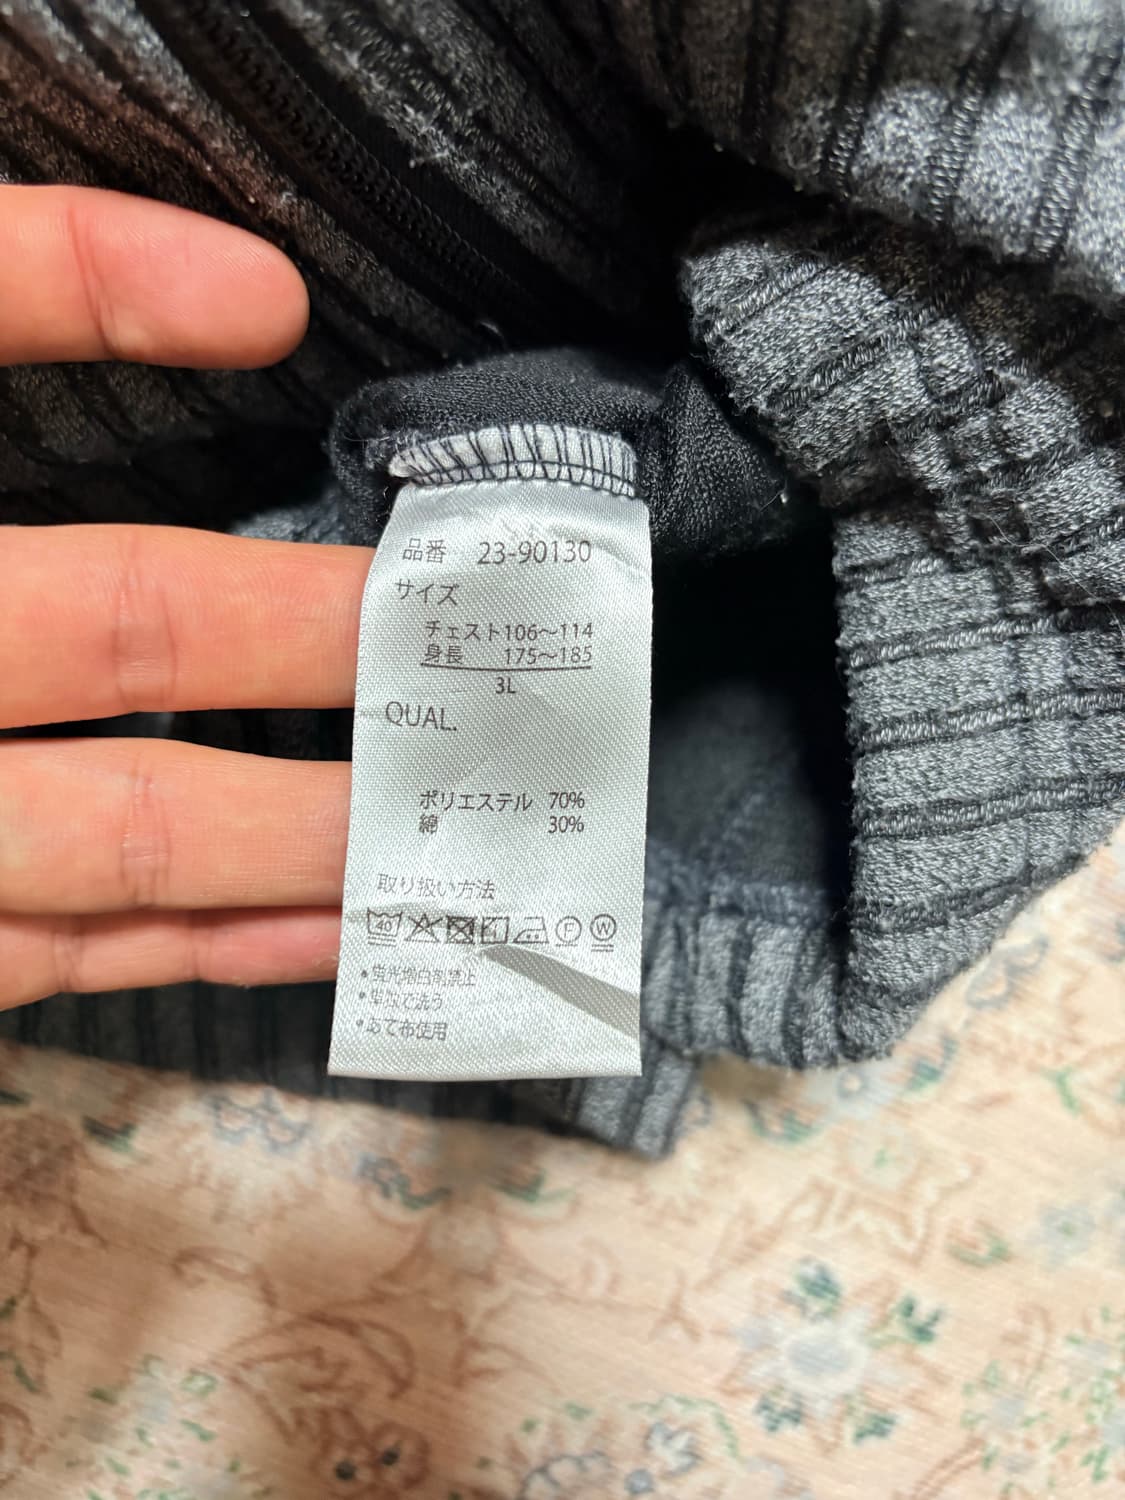 品番 23-90130
サイズ
チェスト106～114
身長 175～185
3L
QUAL.
ポリエステル 70%
綿 30%
取り扱い方法
40 F W
•蛍光増白剤禁止
•単品で洗う
•あて布使用